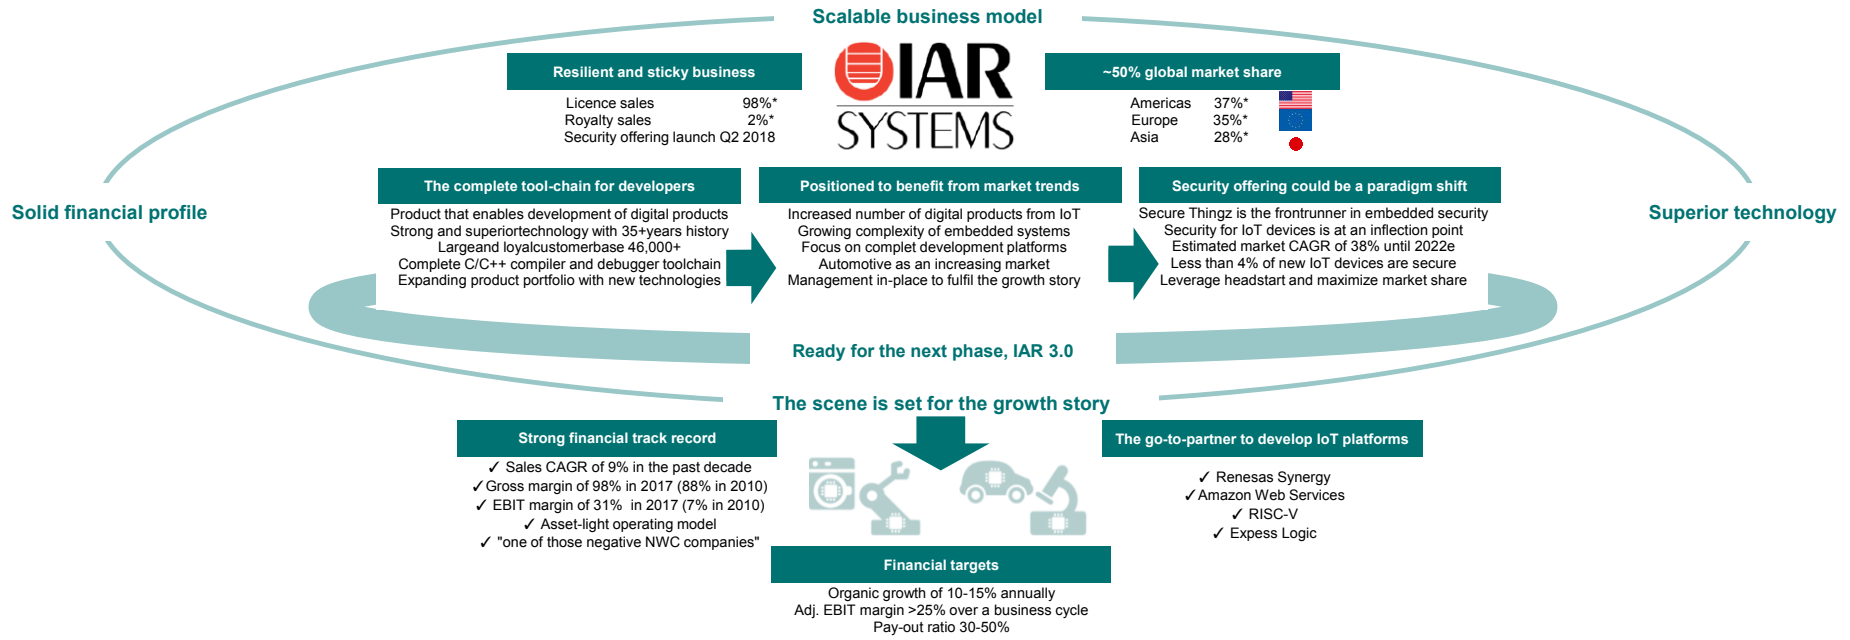 Scalable business model
Resilient and sticky business
Licence sales 98%*
Royalty sales 2%*
Security offering launch Q2 2018
IAR
SYSTEMS
~50% global market share
Americas 37%*
Europe 35%*
Asia 28%*
Solid financial profile
Superior technology
The complete tool-chain for developers
Product that enables development of digital products
Strong and superiortechnology with 35+years history
Largeand loyalcustomerbase 46,000+
Complete C/C++ compiler and debugger toolchain
Expanding product portfolio with new technologies
Positioned to benefit from market trends
Increased number of digital products from IoT
Growing complexity of embedded systems
Focus on complet development platforms
Automotive as an increasing market
Management in-place to fulfil the growth story
Security offering could be a paradigm shift
Secure Thingz is the frontrunner in embedded security
Security for IoT devices is at an inflection point
Estimated market CAGR of 38% until 2022e
Less than 4% of new IoT devices are secure
Leverage headstart and maximize market share
Ready for the next phase, IAR 3.0
The scene is set for the growth story
Strong financial track record
✓ Sales CAGR of 9% in the past decade
✓Gross margin of 98% in 2017 (88% in 2010)
✓ EBIT margin of 31% in 2017 (7% in 2010)
✓ Asset-light operating model
✓ "one of those negative NWC companies"
The go-to-partner to develop IoT platforms
✓ Renesas Synergy
✓Amazon Web Services
✓ RISC-V
✓ Expess Logic
Financial targets
Organic growth of 10-15% annually
Adj. EBIT margin >25% over a business cycle
Pay-out ratio 30-50%